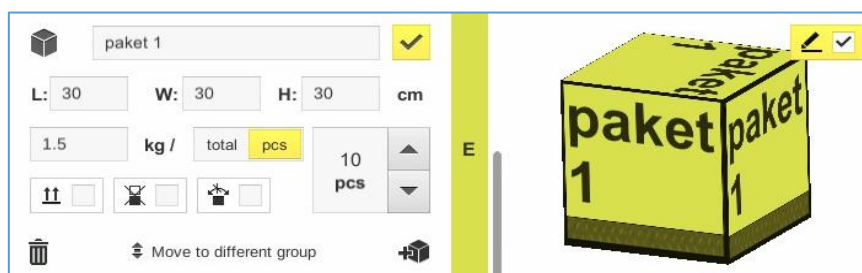 paket 1
L: 30 W: 30 H: 30 cm
1.5 kg / total pcs
10
pcs
Move to different group
E
paket
1
paket
1
paket
1